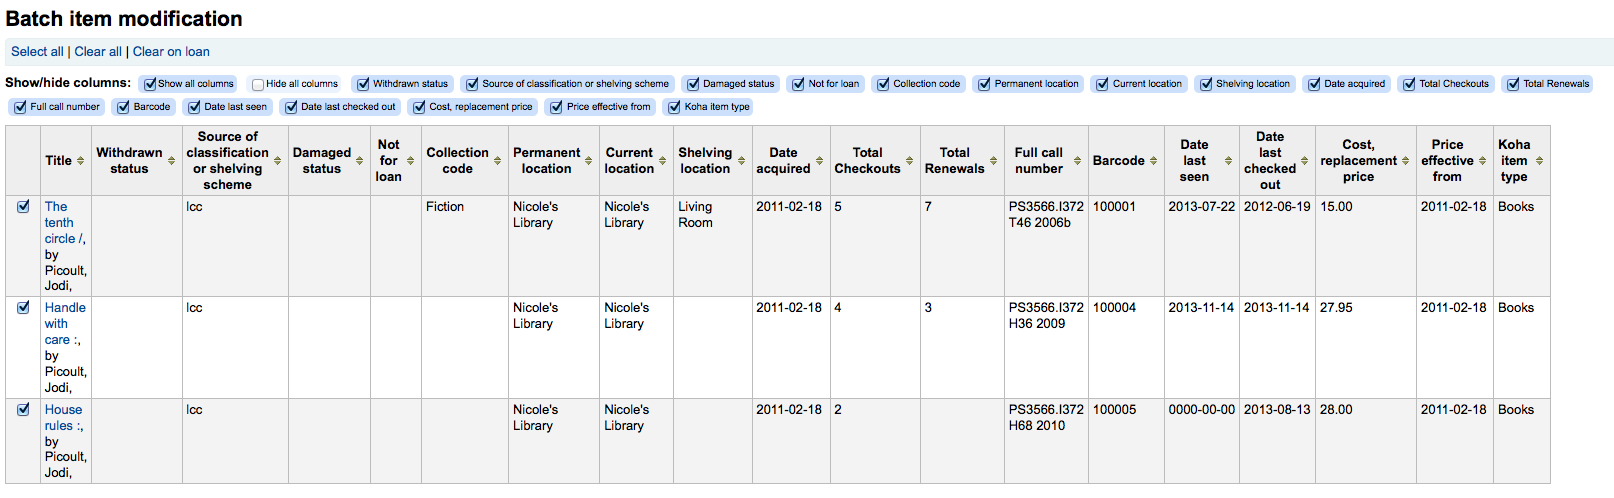 Batch item modification
Select all | Clear all | Clear on loan
Show/hide columns: Show all columns Hide all columns Withdrawn status Source of classification or shelving scheme Damaged status Not for loan Collection code Permanent location Current location Shelving location Date acquired Total Checkouts Total Renewals
Full call number Barcode Date last seen Date last checked out Cost, replacement price Price effective from Koha item type
Title Withdrawn status Source of classification or shelving scheme Damaged status Not for loan Collection code Permanent location Current location Shelving location Date acquired Total Checkouts Total Renewals Full call number Barcode Date last seen Date last checked out Cost, replacement price Price effective from Koha item type
The tenth circle /, by Picoult, Jodi, lcc Fiction Nicole's Library Nicole's Library Living Room 2011-02-18 5 7 PS3566.I372 T46 2006b 100001 2013-07-22 2012-06-19 15.00 2011-02-18 Books
Handle with care :, by Picoult, Jodi, lcc Nicole's Library Nicole's Library 2011-02-18 4 3 PS3566.I372 H36 2009 100004 2013-11-14 2013-11-14 27.95 2011-02-18 Books
House rules :, by Picoult, Jodi, lcc Nicole's Library Nicole's Library 2011-02-18 2 PS3566.I372 H68 2010 100005 0000-00-00 2013-08-13 28.00 2011-02-18 Books